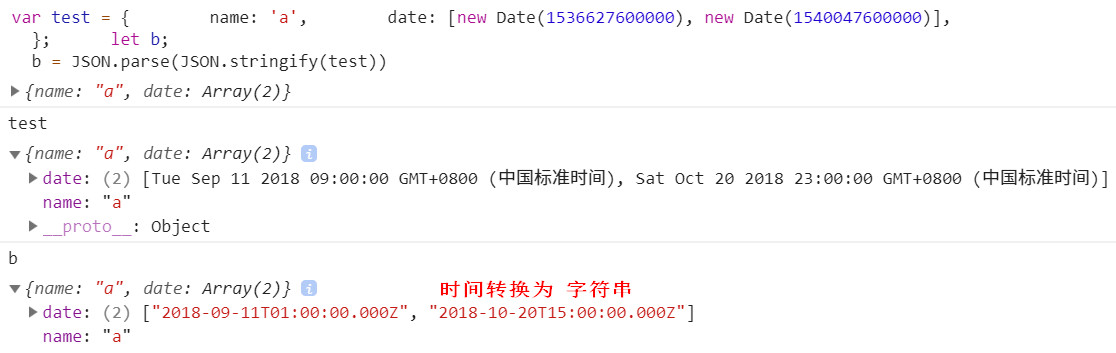 var test = {        name: 'a',        date: [new Date(1536627600000), new Date(1540047600000)],
  };      let b;
  b = JSON.parse(JSON.stringify(test))
▶{name: "a", date: Array(2)}
test
▼{name: "a", date: Array(2)} i
▶date: (2) [Tue Sep 11 2018 09:00:00 GMT+0800 (中国标准时间), Sat Oct 20 2018 23:00:00 GMT+0800 (中国标准时间)]
name: "a"
▶__proto__: Object
b
▼{name: "a", date: Array(2)} i 时间转换为 字符串
▶date: (2) ["2018-09-11T01:00:00.000Z", "2018-10-20T15:00:00.000Z"]
name: "a"